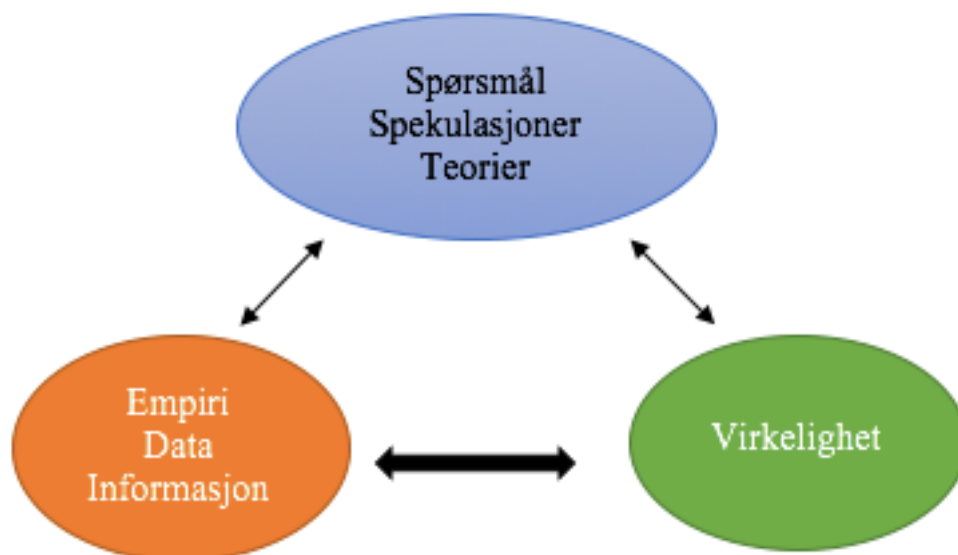 Spørsmål
Spekulasjoner
Teorier
Empiri
Data
Informasjon
Virkelighet